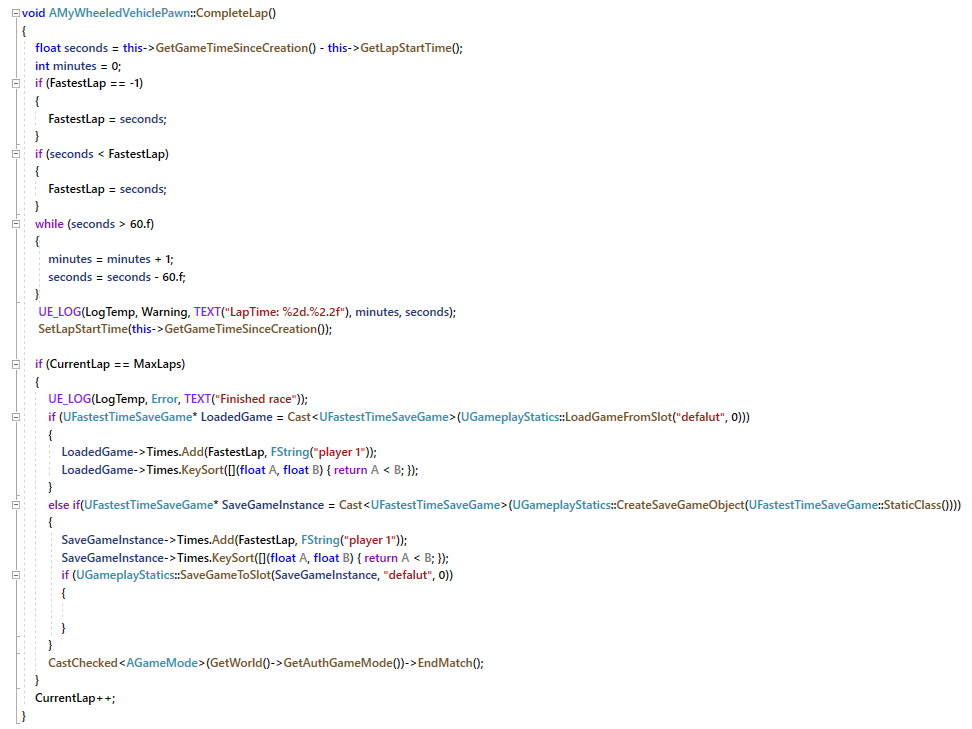 void AMyWheeledVehiclePawn::CompleteLap()
{
float seconds = this->GetGameTimeSinceCreation() - this->GetLapStartTime();
int minutes = 0;
if (FastestLap == -1)
{
FastestLap = seconds;
}
if (seconds < FastestLap)
{
FastestLap = seconds;
}
while (seconds > 60.f)
{
minutes = minutes + 1;
seconds = seconds - 60.f;
}
UE_LOG(LogTemp, Warning, TEXT("LapTime: %2d.%2.2f"), minutes, seconds);
SetLapStartTime(this->GetGameTimeSinceCreation());
if (CurrentLap == MaxLaps)
{
UE_LOG(LogTemp, Error, TEXT("Finished race"));
if (UFastestTimeSaveGame* LoadedGame = Cast<UFastestTimeSaveGame>(UGameplayStatics::LoadGameFromSlot("defalut", 0)))
{
LoadedGame->Times.Add(FastestLap, FString("player 1"));
LoadedGame->Times.KeySort([](float A, float B) { return A < B; });
}
else if(UFastestTimeSaveGame* SaveGameInstance = Cast<UFastestTimeSaveGame>(UGameplayStatics::CreateSaveGameObject(UFastestTimeSaveGame::StaticClass())))
{
SaveGameInstance->Times.Add(FastestLap, FString("player 1"));
SaveGameInstance->Times.KeySort([](float A, float B) { return A < B; });
if (UGameplayStatics::SaveGameToSlot(SaveGameInstance, "defalut", 0))
{
}
}
CastChecked<AGameMode>(GetWorld()->GetAuthGameMode())->EndMatch();
}
CurrentLap++;
}